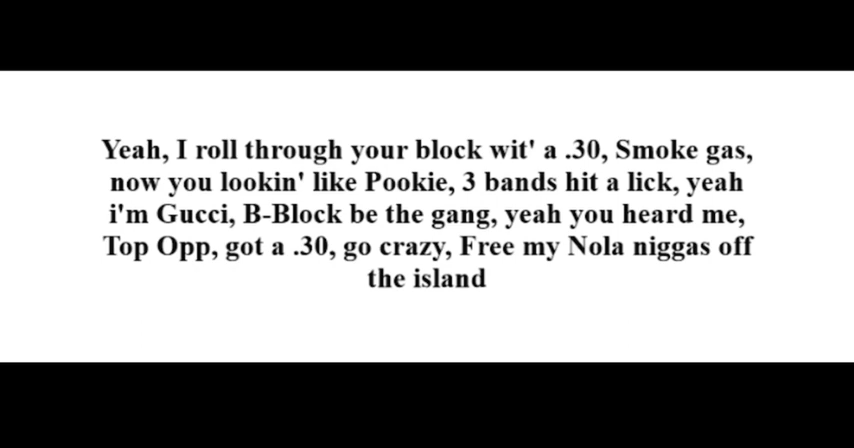 Yeah, I roll through your block wit' a .30, Smoke gas,
now you lookin' like Pookie, 3 bands hit a lick, yeah
i'm Gucci, B-Block be the gang, yeah you heard me,
Top Opp, got a .30, go crazy, Free my Nola niggas off
the island